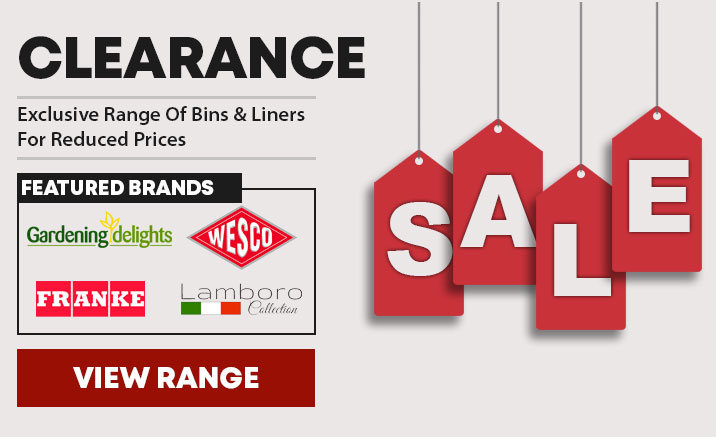 CLEARANCE
Exclusive Range Of Bins & Liners
For Reduced Prices
FEATURED BRANDS
Gardening delights
WESCO
FRANKE
Lamboro
Collection
VIEW RANGE
SALE